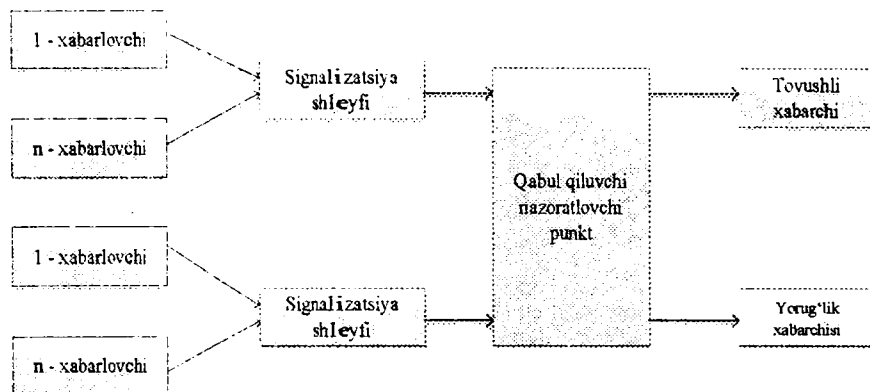 1 - xabarlovchi
n - xabarlovchi
Signalizatsiya
shleyfi
1 - xabarlovchi
n - xabarlovchi
Signalizatsiya
shleyfi
Qabul qiluvchi
nazoratlovchi
punkt
Tovushli
xabarchi
Yorug‘lik
xabarchisi